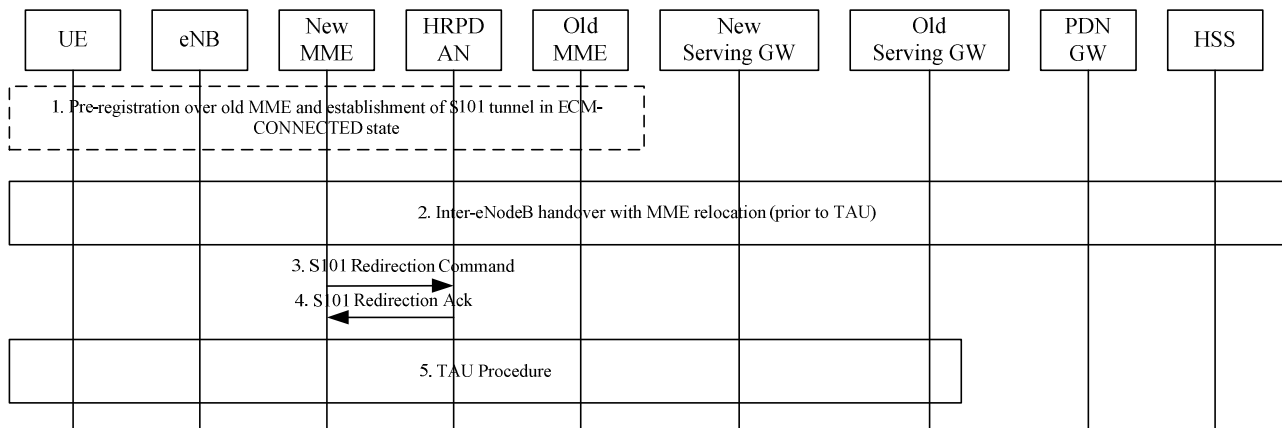 UE
eNB
New
MME
HRPD
AN
Old
MME
New
Serving GW
Old
Serving GW
PDN
GW
HSS
1. Pre-registration over old MME and establishment of S101 tunnel in ECM-
CONNECTED state
2. Inter-eNodeB handover with MME relocation (prior to TAU)
3. S101 Redirection Command
4. S101 Redirection Ack
5. TAU Procedure